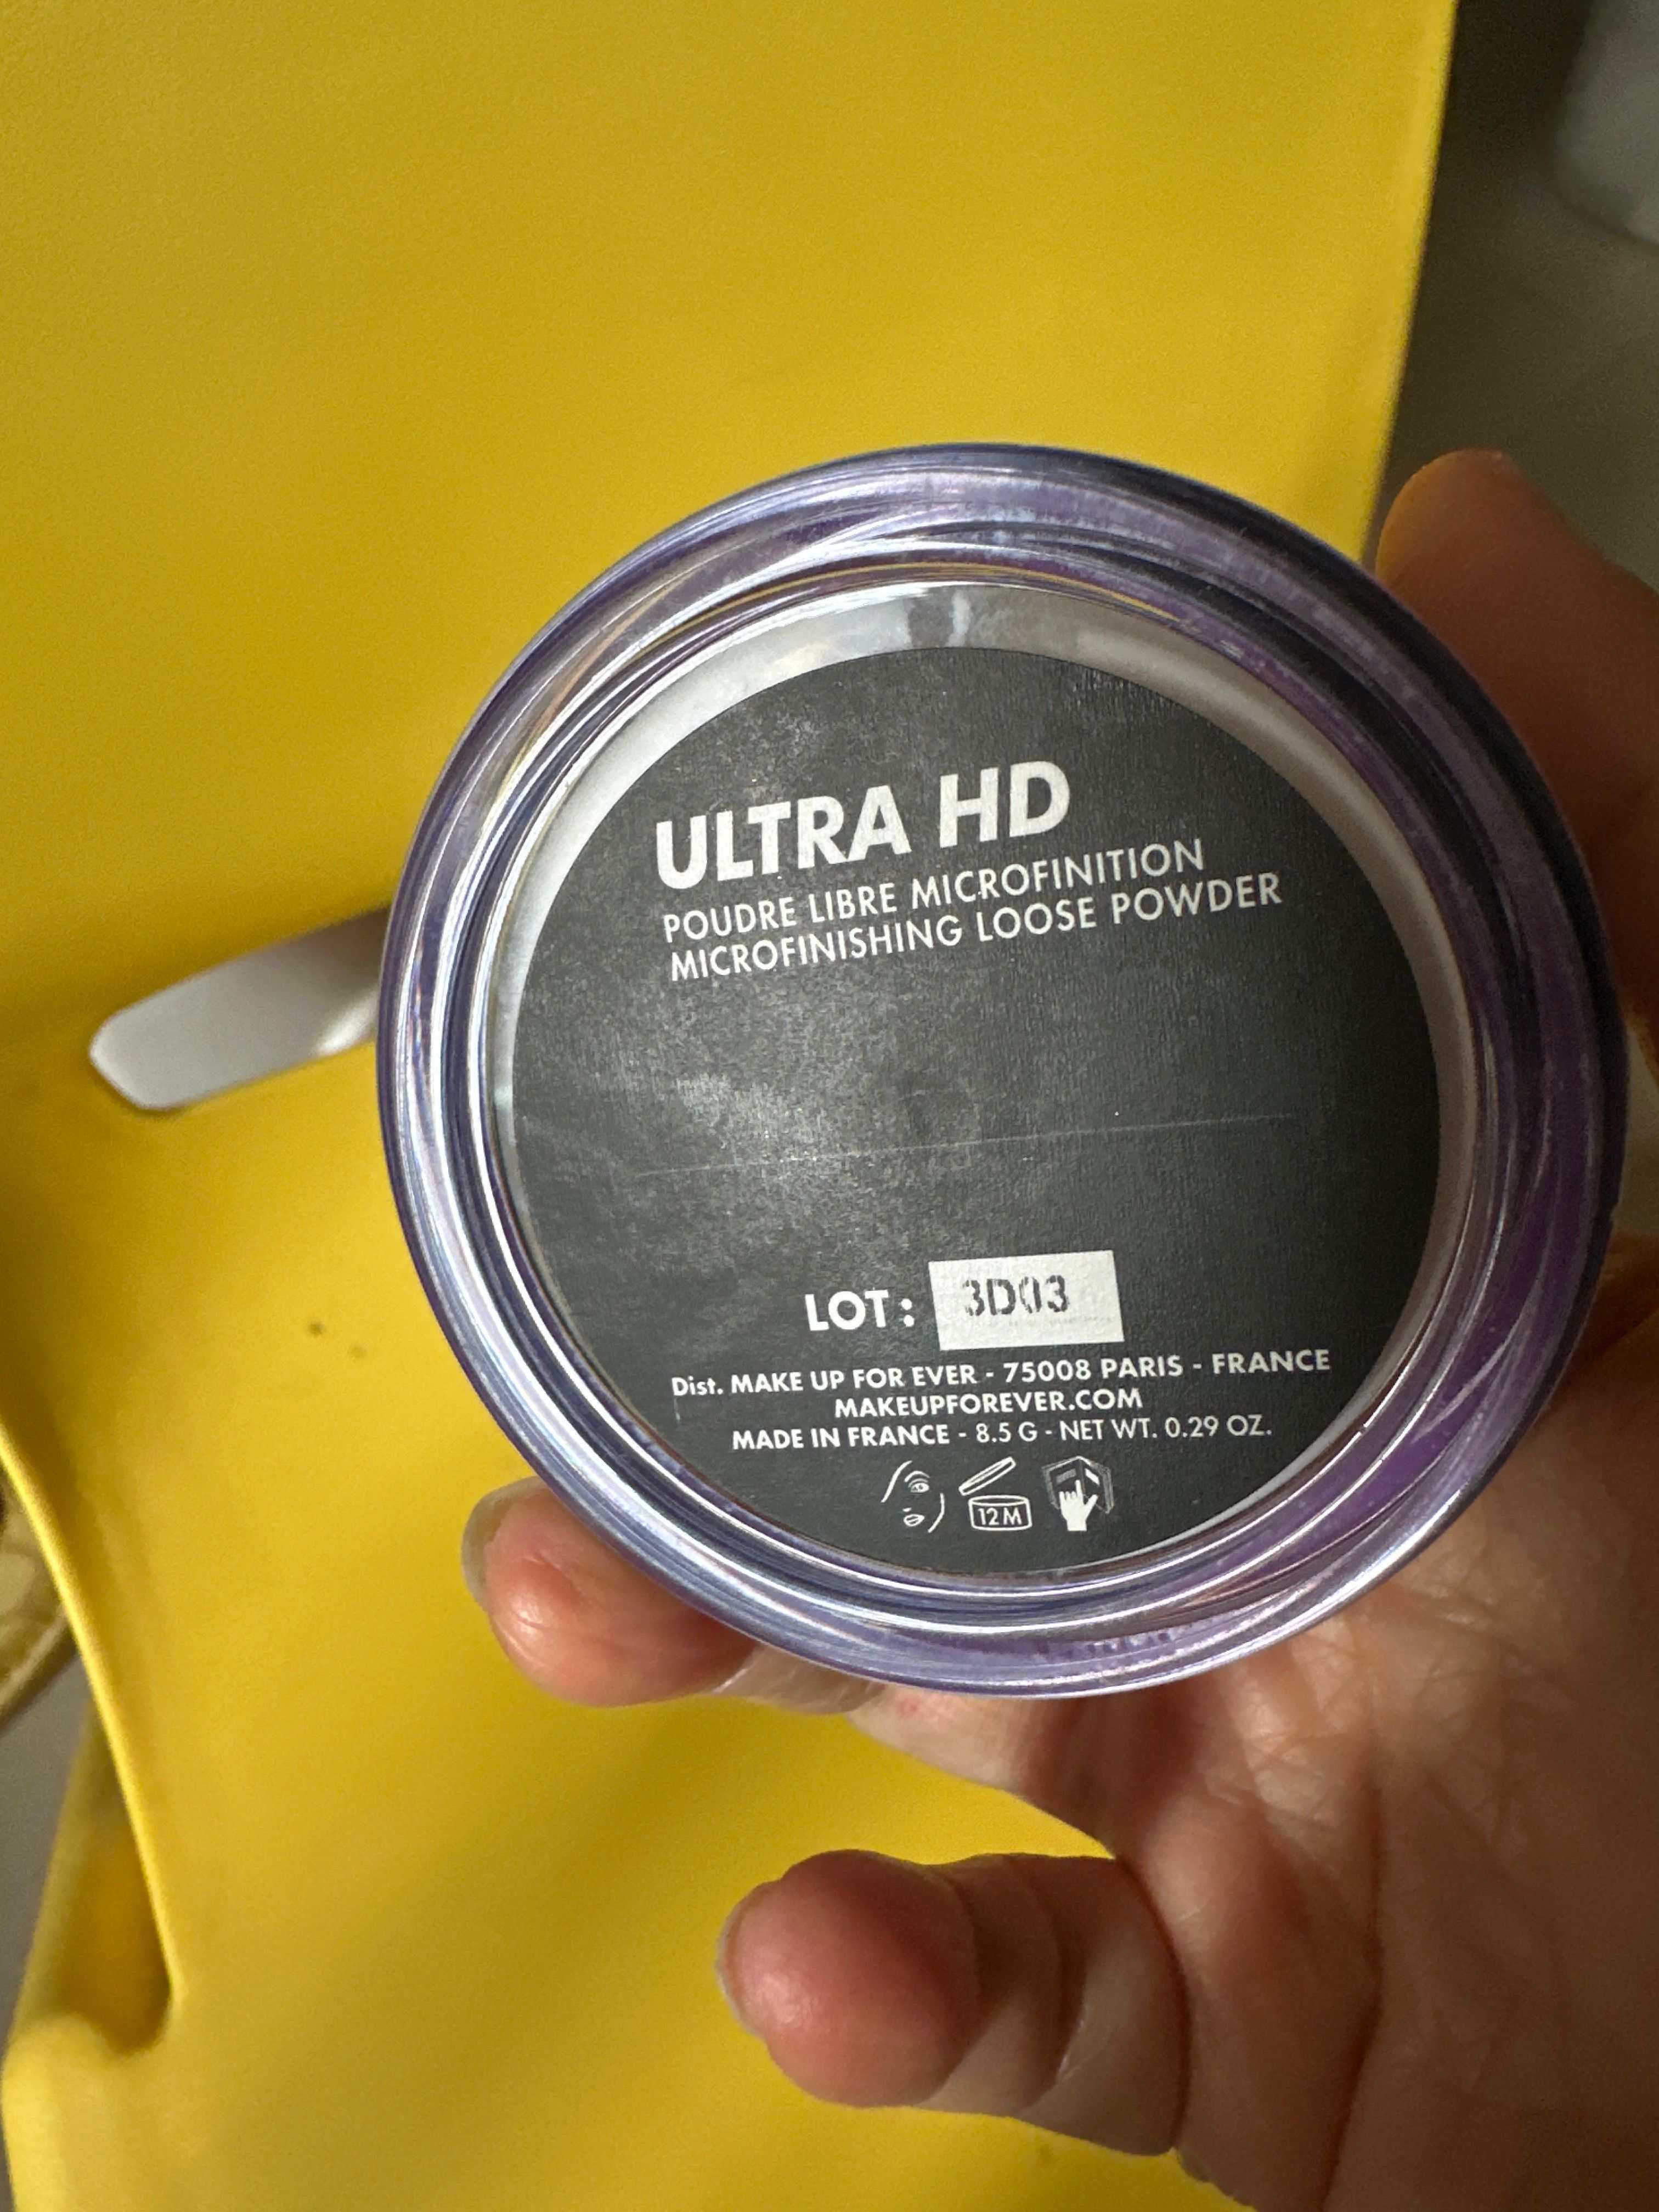 ULTRA HD
POUDRE LIBRE MICROFINITION
MICROFINISHING LOOSE POWDER
LOT : 3D03
Dist. MAKE UP FOR EVER - 75008 PARIS - FRANCE
MAKEUPFOREVER.COM
MADE IN FRANCE - 8.5 G - NET WT. 0.29 OZ.
12 M